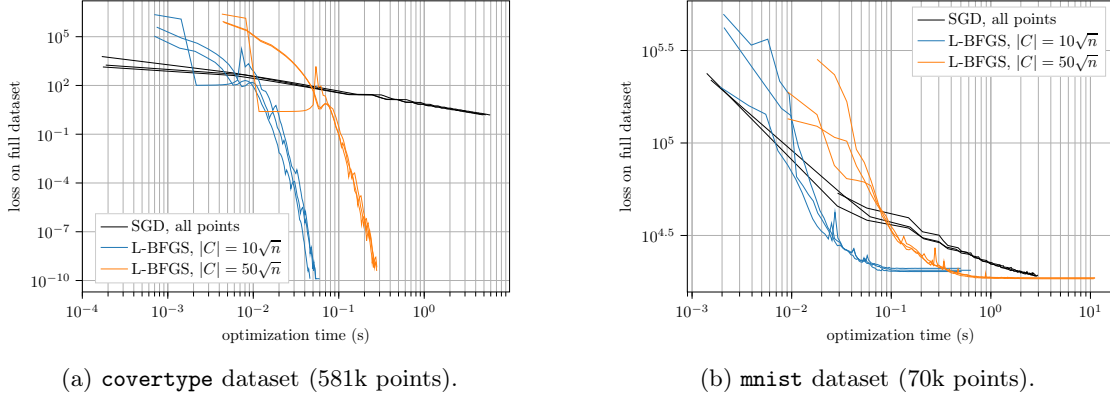 10^5
10^2
10^−1
10^−4
10^−7
10^−10
loss on full dataset
SGD, all points
L-BFGS, |C| = 10√n
L-BFGS, |C| = 50√n
10^−4
10^−3
10^−2
10^−1
10^0
optimization time (s)
(a) covertype dataset (581k points).
10^5.5
10^5
10^4.5
loss on full dataset
SGD, all points
L-BFGS, |C| = 10√n
L-BFGS, |C| = 50√n
10^−3
10^−2
10^−1
10^0
10^1
optimization time (s)
(b) mnist dataset (70k points).